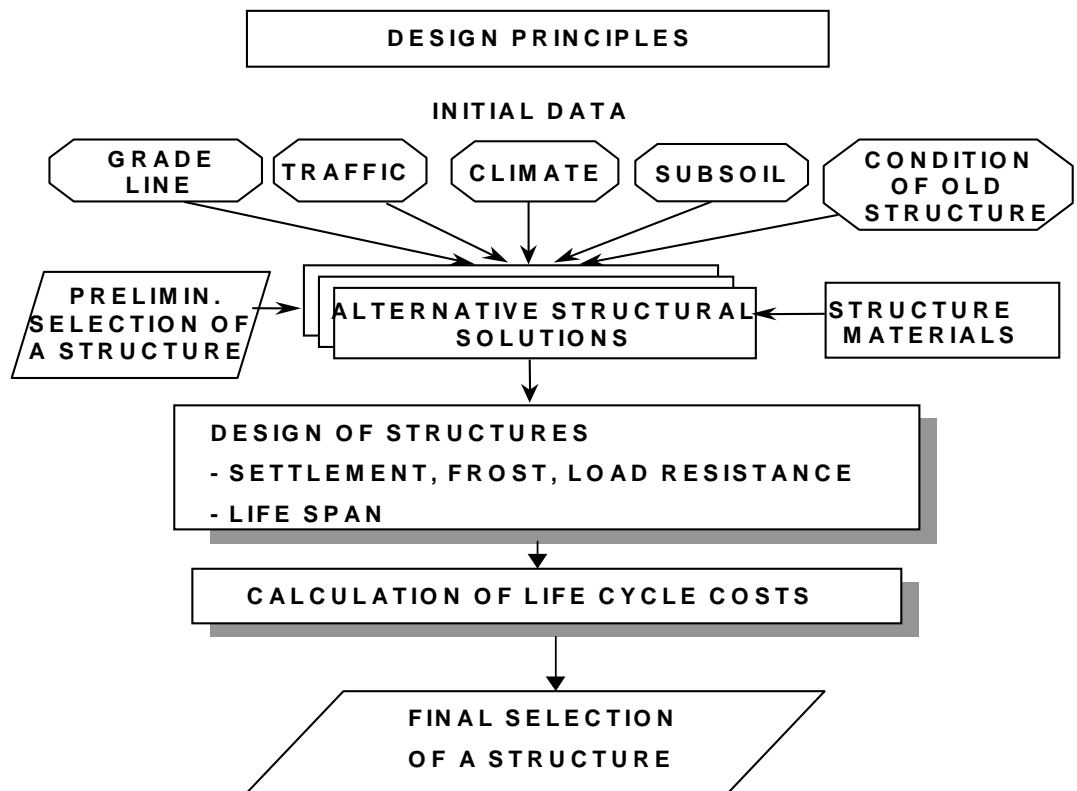 DESIGN PRINCIPLES
INITIAL DATA
GRADE
LINE
TRAFFIC
CLIMATE
SUBSOIL
CONDITION
OF OLD
STRUCTURE
PRELIMIN.
SELECTION OF
A STRUCTURE
ALTERNATIVE STRUCTURAL
SOLUTIONS
STRUCTURE
MATERIALS
DESIGN OF STRUCTURES
- SETTLEMENT, FROST, LOAD RESISTANCE
- LIFE SPAN
CALCULATION OF LIFE CYCLE COSTS
FINAL SELECTION
OF A STRUCTURE